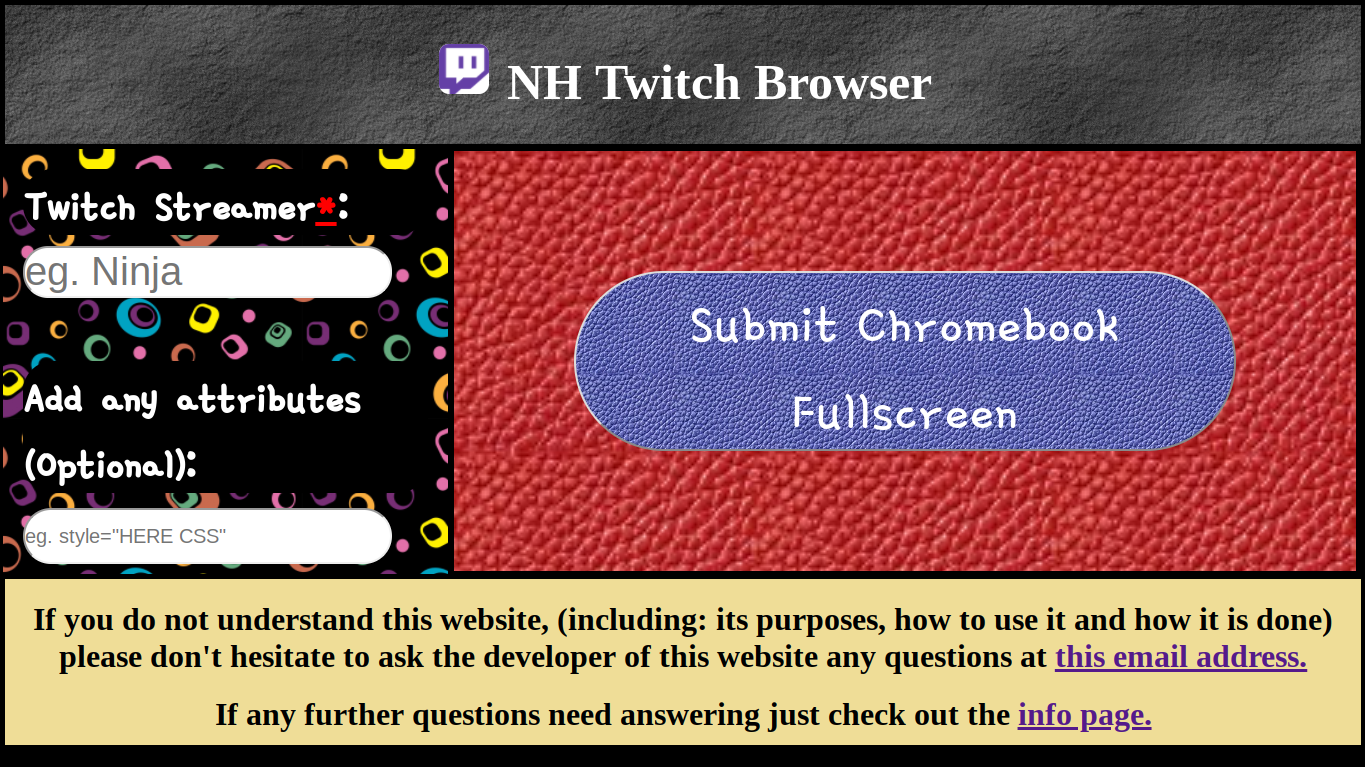 NH Twitch Browser
Twitch Streamer*:
eg. Ninja
Add any attributes
(Optional):
eg. style="HERE CSS"
Submit Chromebook
Fullscreen
If you do not understand this website, (including: its purposes, how to use it and how it is done)
please don't hesitate to ask the developer of this website any questions at this email address.
If any further questions need answering just check out the info page.